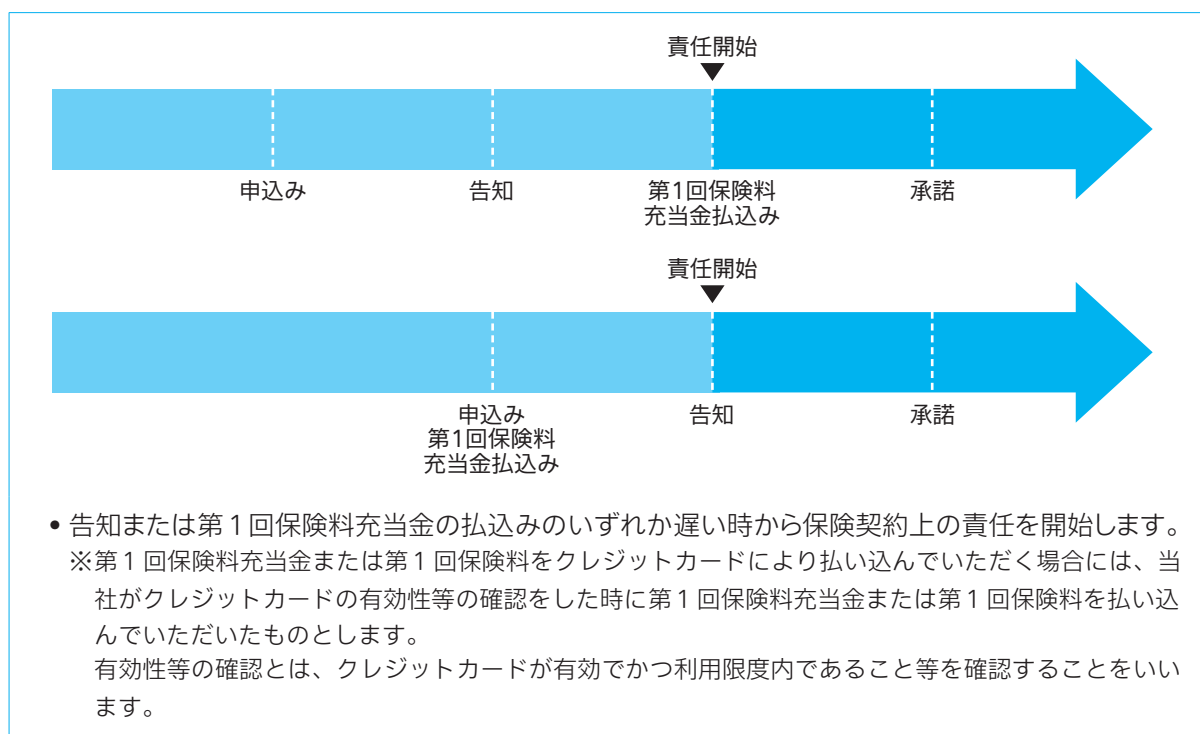 責任開始
申込み
告知
第1回保険料
充当金払込み
承諾
責任開始
申込み
第1回保険料
充当金払込み
告知
承諾
•告知または第1回保険料充当金の払込みのいずれか遅い時から保険契約上の責任を開始します。
※第1回保険料充当金または第1回保険料をクレジットカードにより払い込んでいただく場合には、当
社がクレジットカードの有効性等の確認をした時に第1回保険料充当金または第1回保険料を払い込
んでいただいたものとします。
有効性等の確認とは、クレジットカードが有効でかつ利用限度内であること等を確認することをいい
ます。